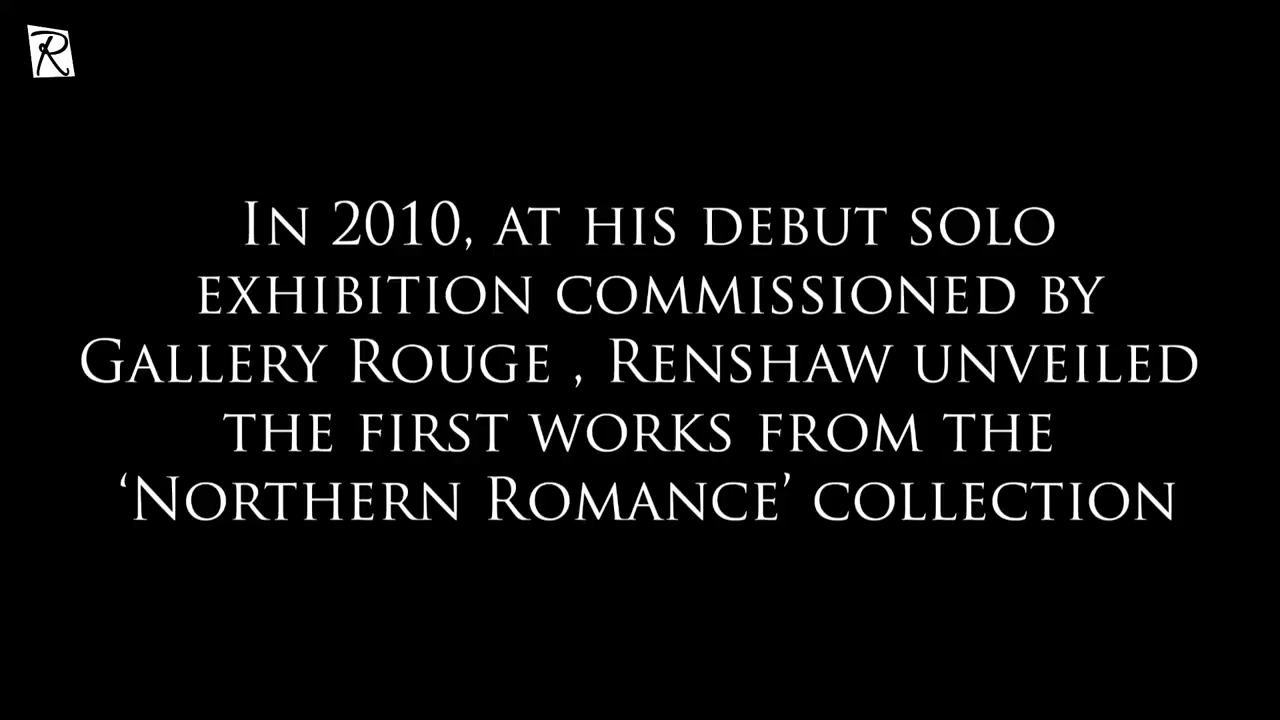 R
In 2010, at his debut solo
exhibition commissioned by
Gallery Rouge , Renshaw unveiled
the first works from the
‘Northern Romance’ collection